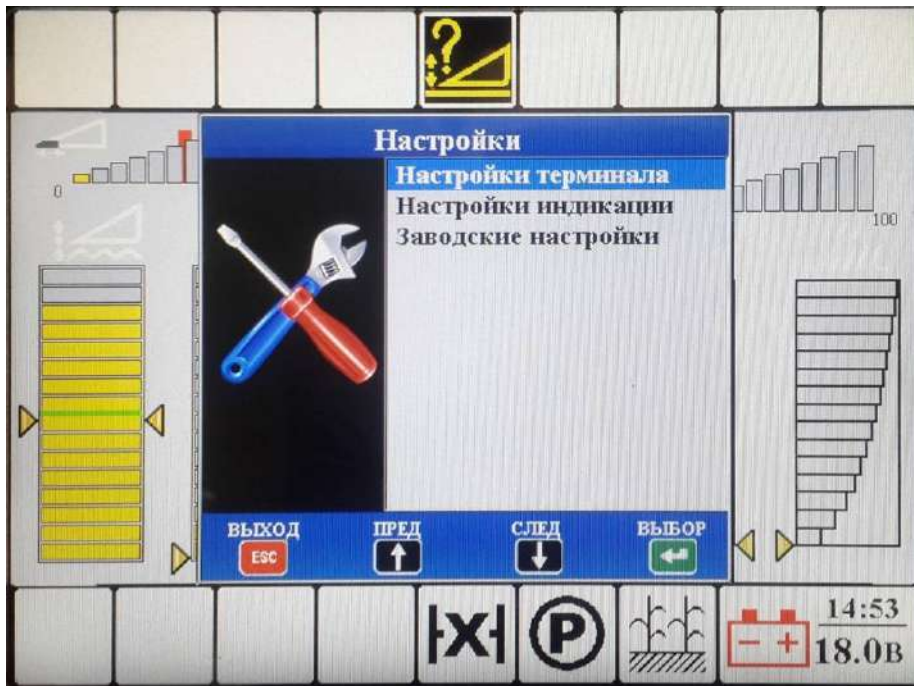 ?
Настройки
0
Настройки терминала
Настройки индикации
Заводские настройки
100
ВЫХОД ПРЕД СЛЕД ВЫБОР
ESC
X P
14:53
18.0В